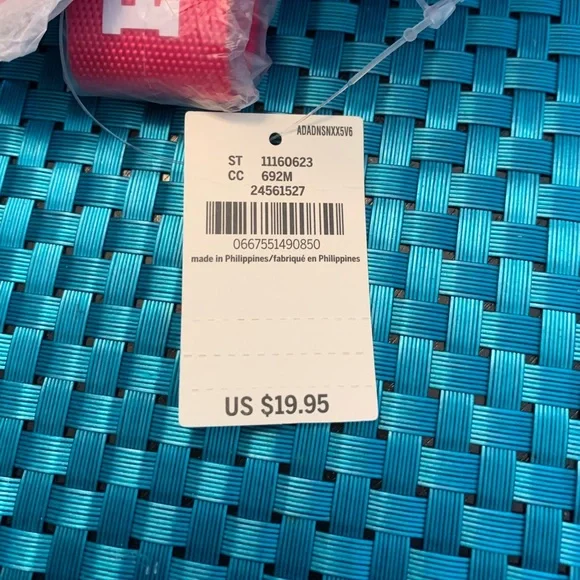 ADADNSNXX5V6
ST 11160623
CC 692M
24561527
0667551490850
made in Philippines/fabriqué en Philippines
US $19.95